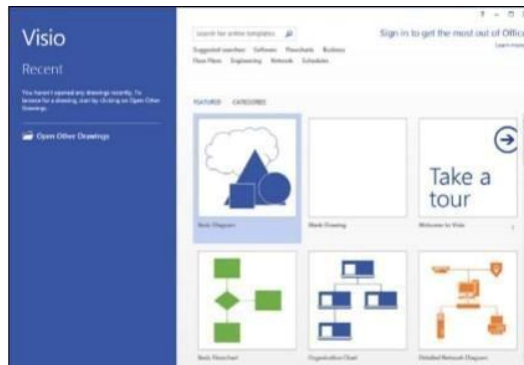 Visio
Recent
You haven't opened any drawings recently. To
browse for a drawing, start by clicking on Open Other
Drawings.
Open Other Drawings
Search for online templates
Sign in to get the most out of Office
Learn more
Suggested searches: Software Flowcharts Business
Floor Plans Engineering Network Schedules
FEATURED CATEGORIES
Take a
tour
Basic Diagram
Blank Drawing
Welcome to Visio
Basic Flowchart
Organization Chart
Detailed Network Diagram